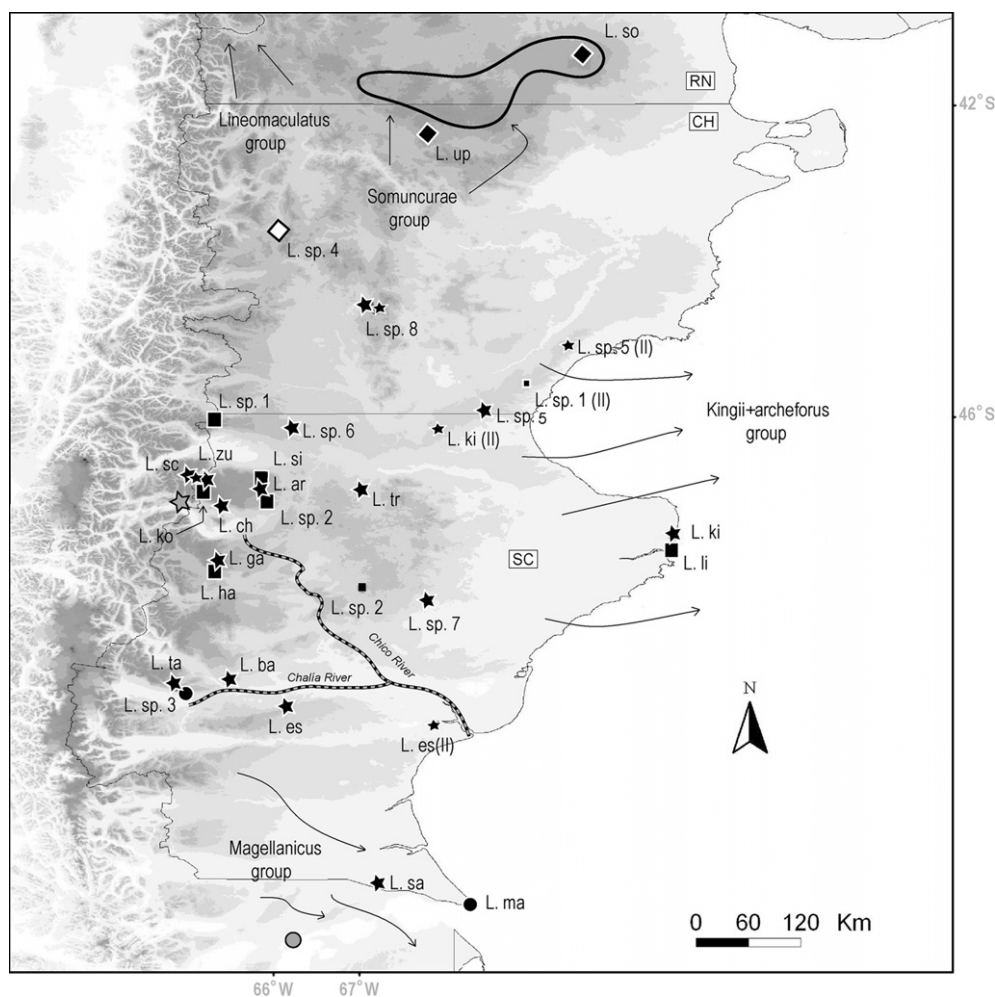 L. so
RN
42°S
CH
Lineomaculatus
group
L. up
Somuncurae
group
L. sp. 4
L. sp. 8
L. sp. 5 (II)
L. sp. 1 (II)
L. sp. 1
L. sp. 5
46°S
Kingii+archeforus
group
L. sp. 6
L. ki (II)
L. zu
L. si
L. sc
L. ar
L. tr
L. sp. 2
L. ch
L. ko
L. ki
L. ga
SC
L. li
L. ha
L. sp. 2
L. sp. 7
Chico River
L. ta
L. ba
Chalía River
L. sp. 3
L. es
L. es(II)
N
Magellanicus
group
L. sa
L. ma
0 60 120 Km
66°W
67°W